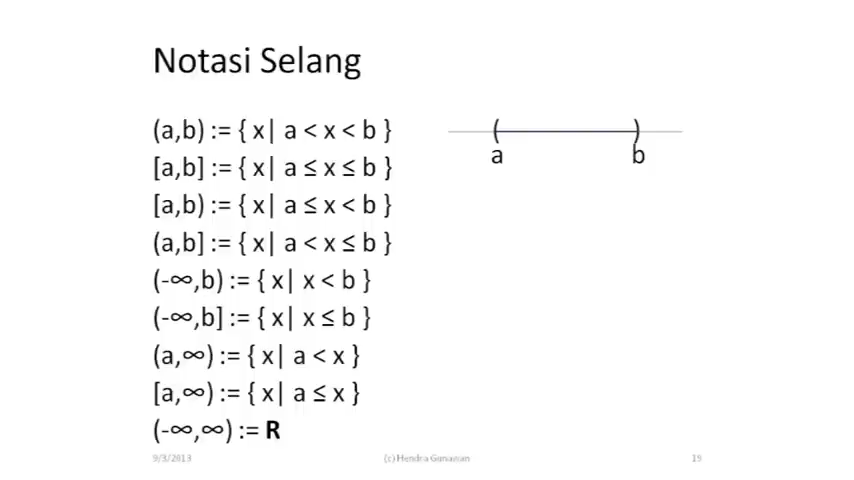 Notasi Selang
(a,b) := { x| a < x < b }
[a,b] := { x| a ≤ x ≤ b }
[a,b) := { x| a ≤ x < b }
(a,b] := { x| a < x ≤ b }
(-∞,b) := { x| x < b }
(-∞,b] := { x| x ≤ b }
(a,∞) := { x| a < x }
[a,∞) := { x| a ≤ x }
(-∞,∞) := R
( )
a b
9/3/2013 (c) Hendra Gunawan 19